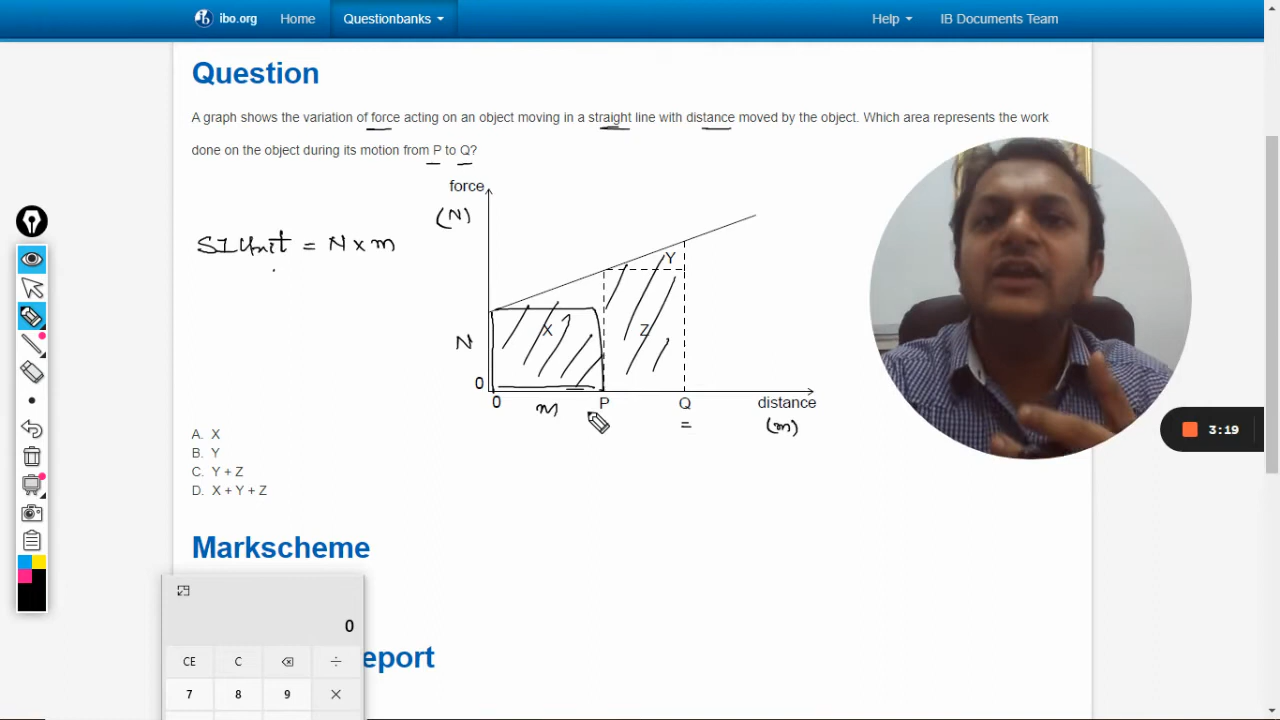 ibo.org Home Questionbanks Help IB Documents Team
Question
A graph shows the variation of force acting on an object moving in a straight line with distance moved by the object. Which area represents the work
done on the object during its motion from P to Q?
force
(N)
SI Unit = N x m
Y
X
Z
N
0
0 P Q distance
m = (m)
3:19
A. X
B. Y
C. Y + Z
D. X + Y + Z
Markscheme
0
eport
CE C ÷
7 8 9 ×